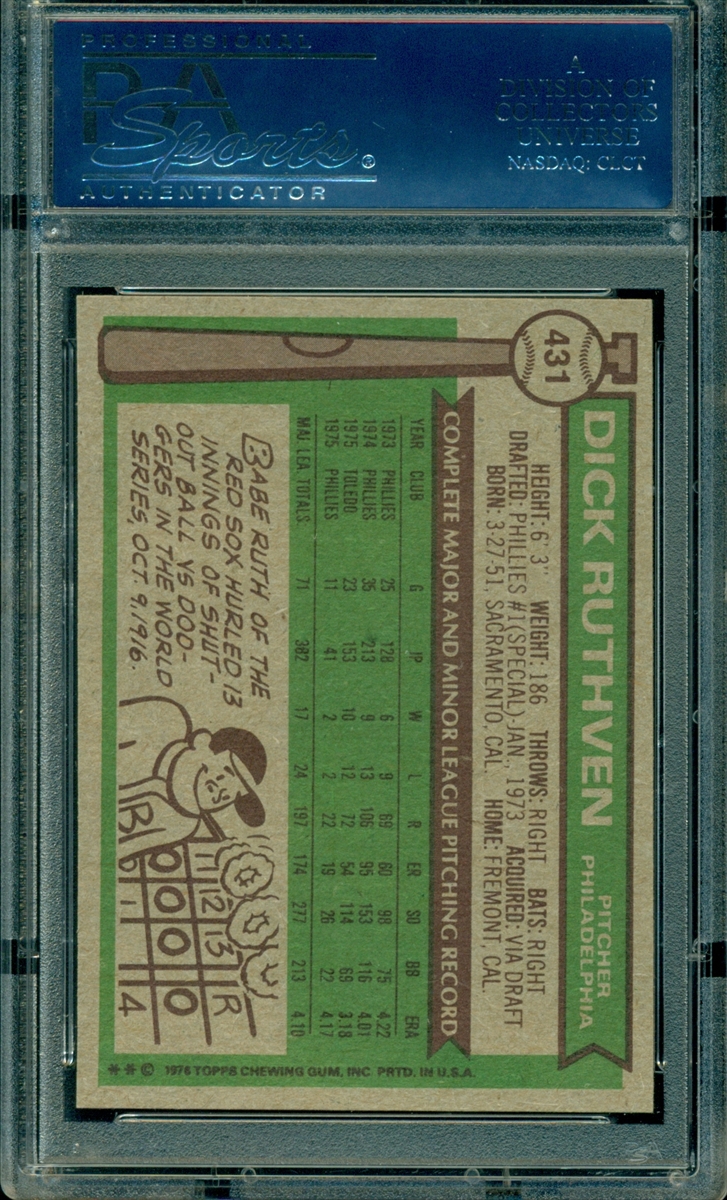 PROFESSIONAL
PSA
Sports®
AUTHENTICATOR
A
DIVISION OF
COLLECTORS
UNIVERSE
NASDAQ: CLCT
431
DICK RUTHVEN
PITCHER
PHILADELPHIA
HEIGHT: 6' 3" WEIGHT: 186 THROWS: RIGHT BATS: RIGHT
DRAFTED: PHILLIES #1(SPECIAL)-JAN., 1973 ACQUIRED: VIA DRAFT
BORN: 3-27-51, SACRAMENTO, CAL. HOME: FREMONT, CAL.
COMPLETE MAJOR AND MINOR LEAGUE PITCHING RECORD
YEAR CLUB G IP W L R ER SO BB ERA
1973 PHILLIES 25 128 6 9 69 60 98 75 4.22
1974 PHILLIES 35 213 9 13 106 95 153 116 4.01
1975 TOLEDO 23 153 10 12 72 54 114 69 3.18
1975 PHILLIES 11 41 2 2 22 19 26 22 4.17
MAJ. LEA. TOTALS 71 382 17 24 197 174 277 213 4.10
BABE RUTH OF THE
RED SOX HURLED 13
INNINGS OF SHUT-
OUT BALL VS DOD-
GERS IN THE WORLD
SERIES, OCT. 9, 1916.
11 12 13 R
0 0 0 0
B 1 4
** © 1976 TOPPS CHEWING GUM, INC. PRTD. IN U.S.A.